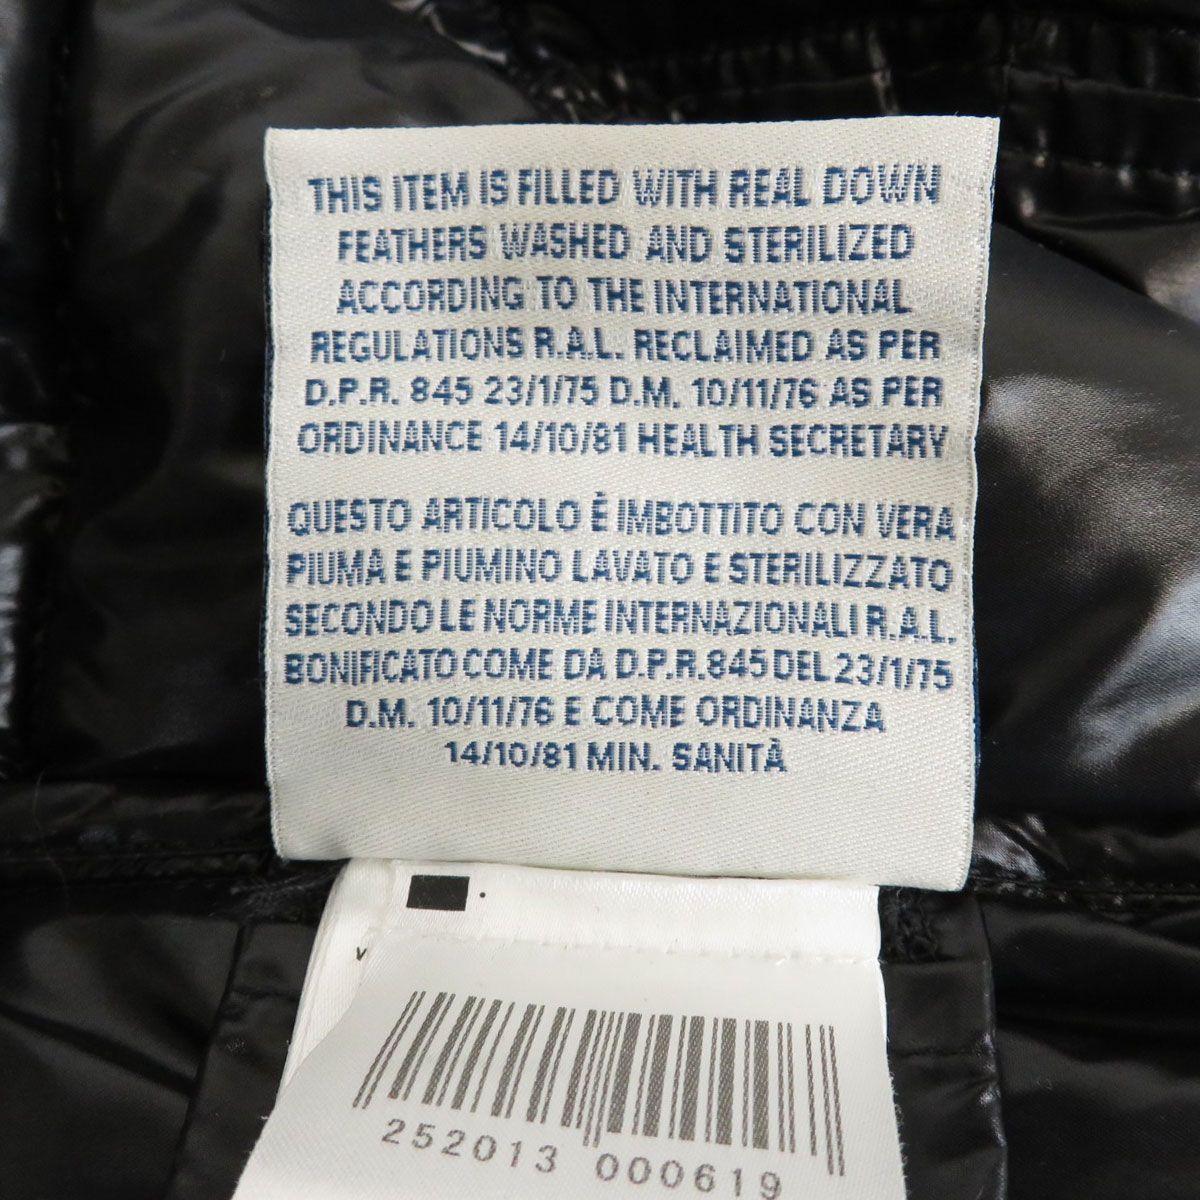 THIS ITEM IS FILLED WITH REAL DOWN
FEATHERS WASHED AND STERILIZED
ACCORDING TO THE INTERNATIONAL
REGULATIONS R.A.L. RECLAIMED AS PER
D.P.R. 845 23/1/75 D.M. 10/11/76 AS PER
ORDINANCE 14/10/81 HEALTH SECRETARY
QUESTO ARTICOLO È IMBOTTITO CON VERA
PIUMA E PIUMINO LAVATO E STERILIZZATO
SECONDO LE NORME INTERNAZIONALI R.A.L.
BONIFICATO COME DA D.P.R. 845 DEL 23/1/75
D.M. 10/11/76 E COME ORDINANZA
14/10/81 MIN. SANITÀ
V
252013 000619